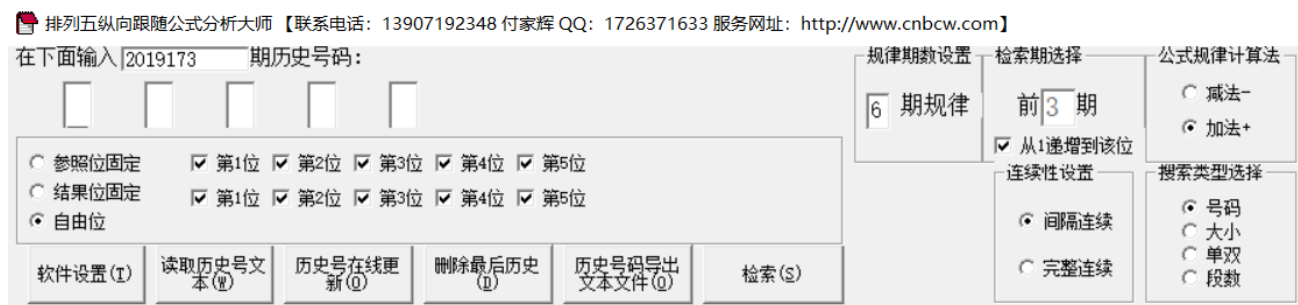 排列五纵向跟随公式分析大师【联系电话：13907192348 付家辉 QQ：1726371633 服务网址：http://www.cnbcw.com】
在下面输入 2019173 期历史号码：
参照位固定 第1位 第2位 第3位 第4位 第5位
结果位固定 第1位 第2位 第3位 第4位 第5位
自由位
软件设置(T)
读取历史号文本(W)
历史号在线更新(O)
删除最后历史(D)
历史号码导出文本文件(O)
检索(S)
规律期数设置
6 期规律
检索期选择
前 3 期
从1递增到该位
公式规律计算法
减法-
加法+
连续性设置
间隔连续
完整连续
搜索类型选择
号码
大小
单双
段数